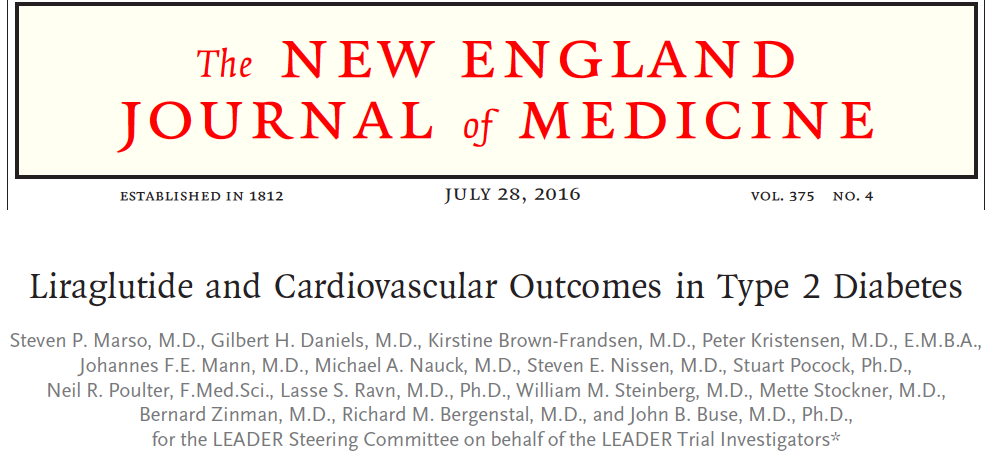 The NEW ENGLAND
JOURNAL of MEDICINE
ESTABLISHED IN 1812 JULY 28, 2016 VOL. 375 NO. 4
Liraglutide and Cardiovascular Outcomes in Type 2 Diabetes
Steven P. Marso, M.D., Gilbert H. Daniels, M.D., Kirstine Brown-Frandsen, M.D., Peter Kristensen, M.D., E.M.B.A.,
Johannes F.E. Mann, M.D., Michael A. Nauck, M.D., Steven E. Nissen, M.D., Stuart Pocock, Ph.D.,
Neil R. Poulter, F.Med.Sci., Lasse S. Ravn, M.D., Ph.D., William M. Steinberg, M.D., Mette Stockner, M.D.,
Bernard Zinman, M.D., Richard M. Bergenstal, M.D., and John B. Buse, M.D., Ph.D.,
for the LEADER Steering Committee on behalf of the LEADER Trial Investigators*